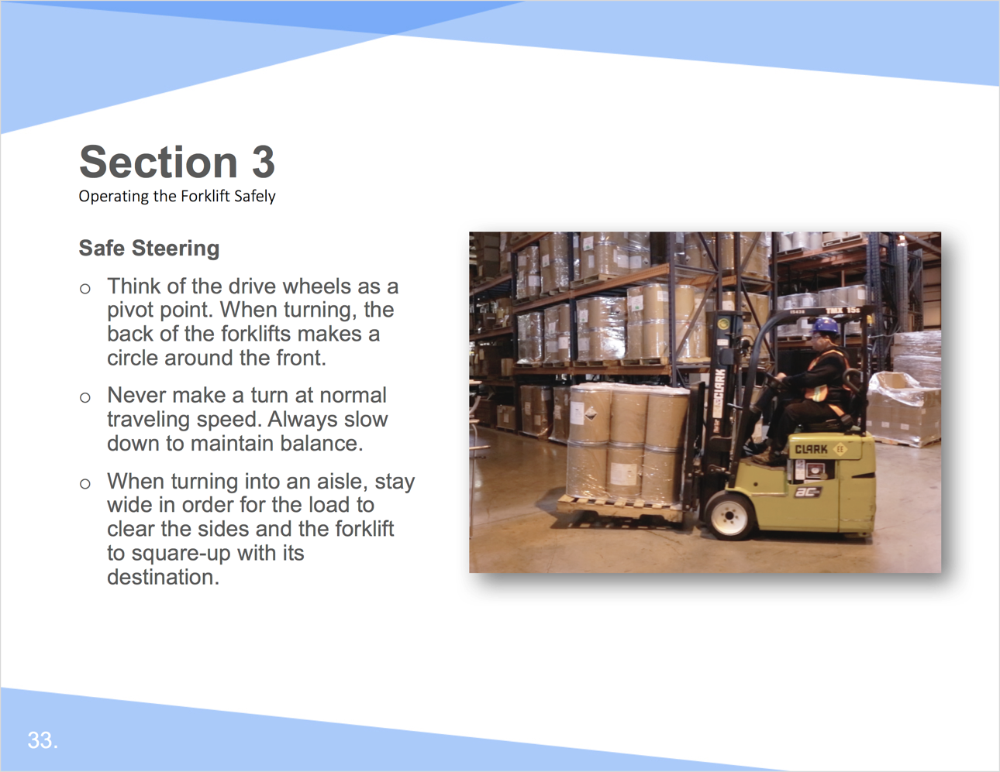 Section 3
Operating the Forklift Safely
Safe Steering
o Think of the drive wheels as a
pivot point. When turning, the
back of the forklifts makes a
circle around the front.
o Never make a turn at normal
traveling speed. Always slow
down to maintain balance.
o When turning into an aisle, stay
wide in order for the load to
clear the sides and the forklift
to square-up with its
destination.
TMX 15s
CLARK
CLARK EE
ac
33.